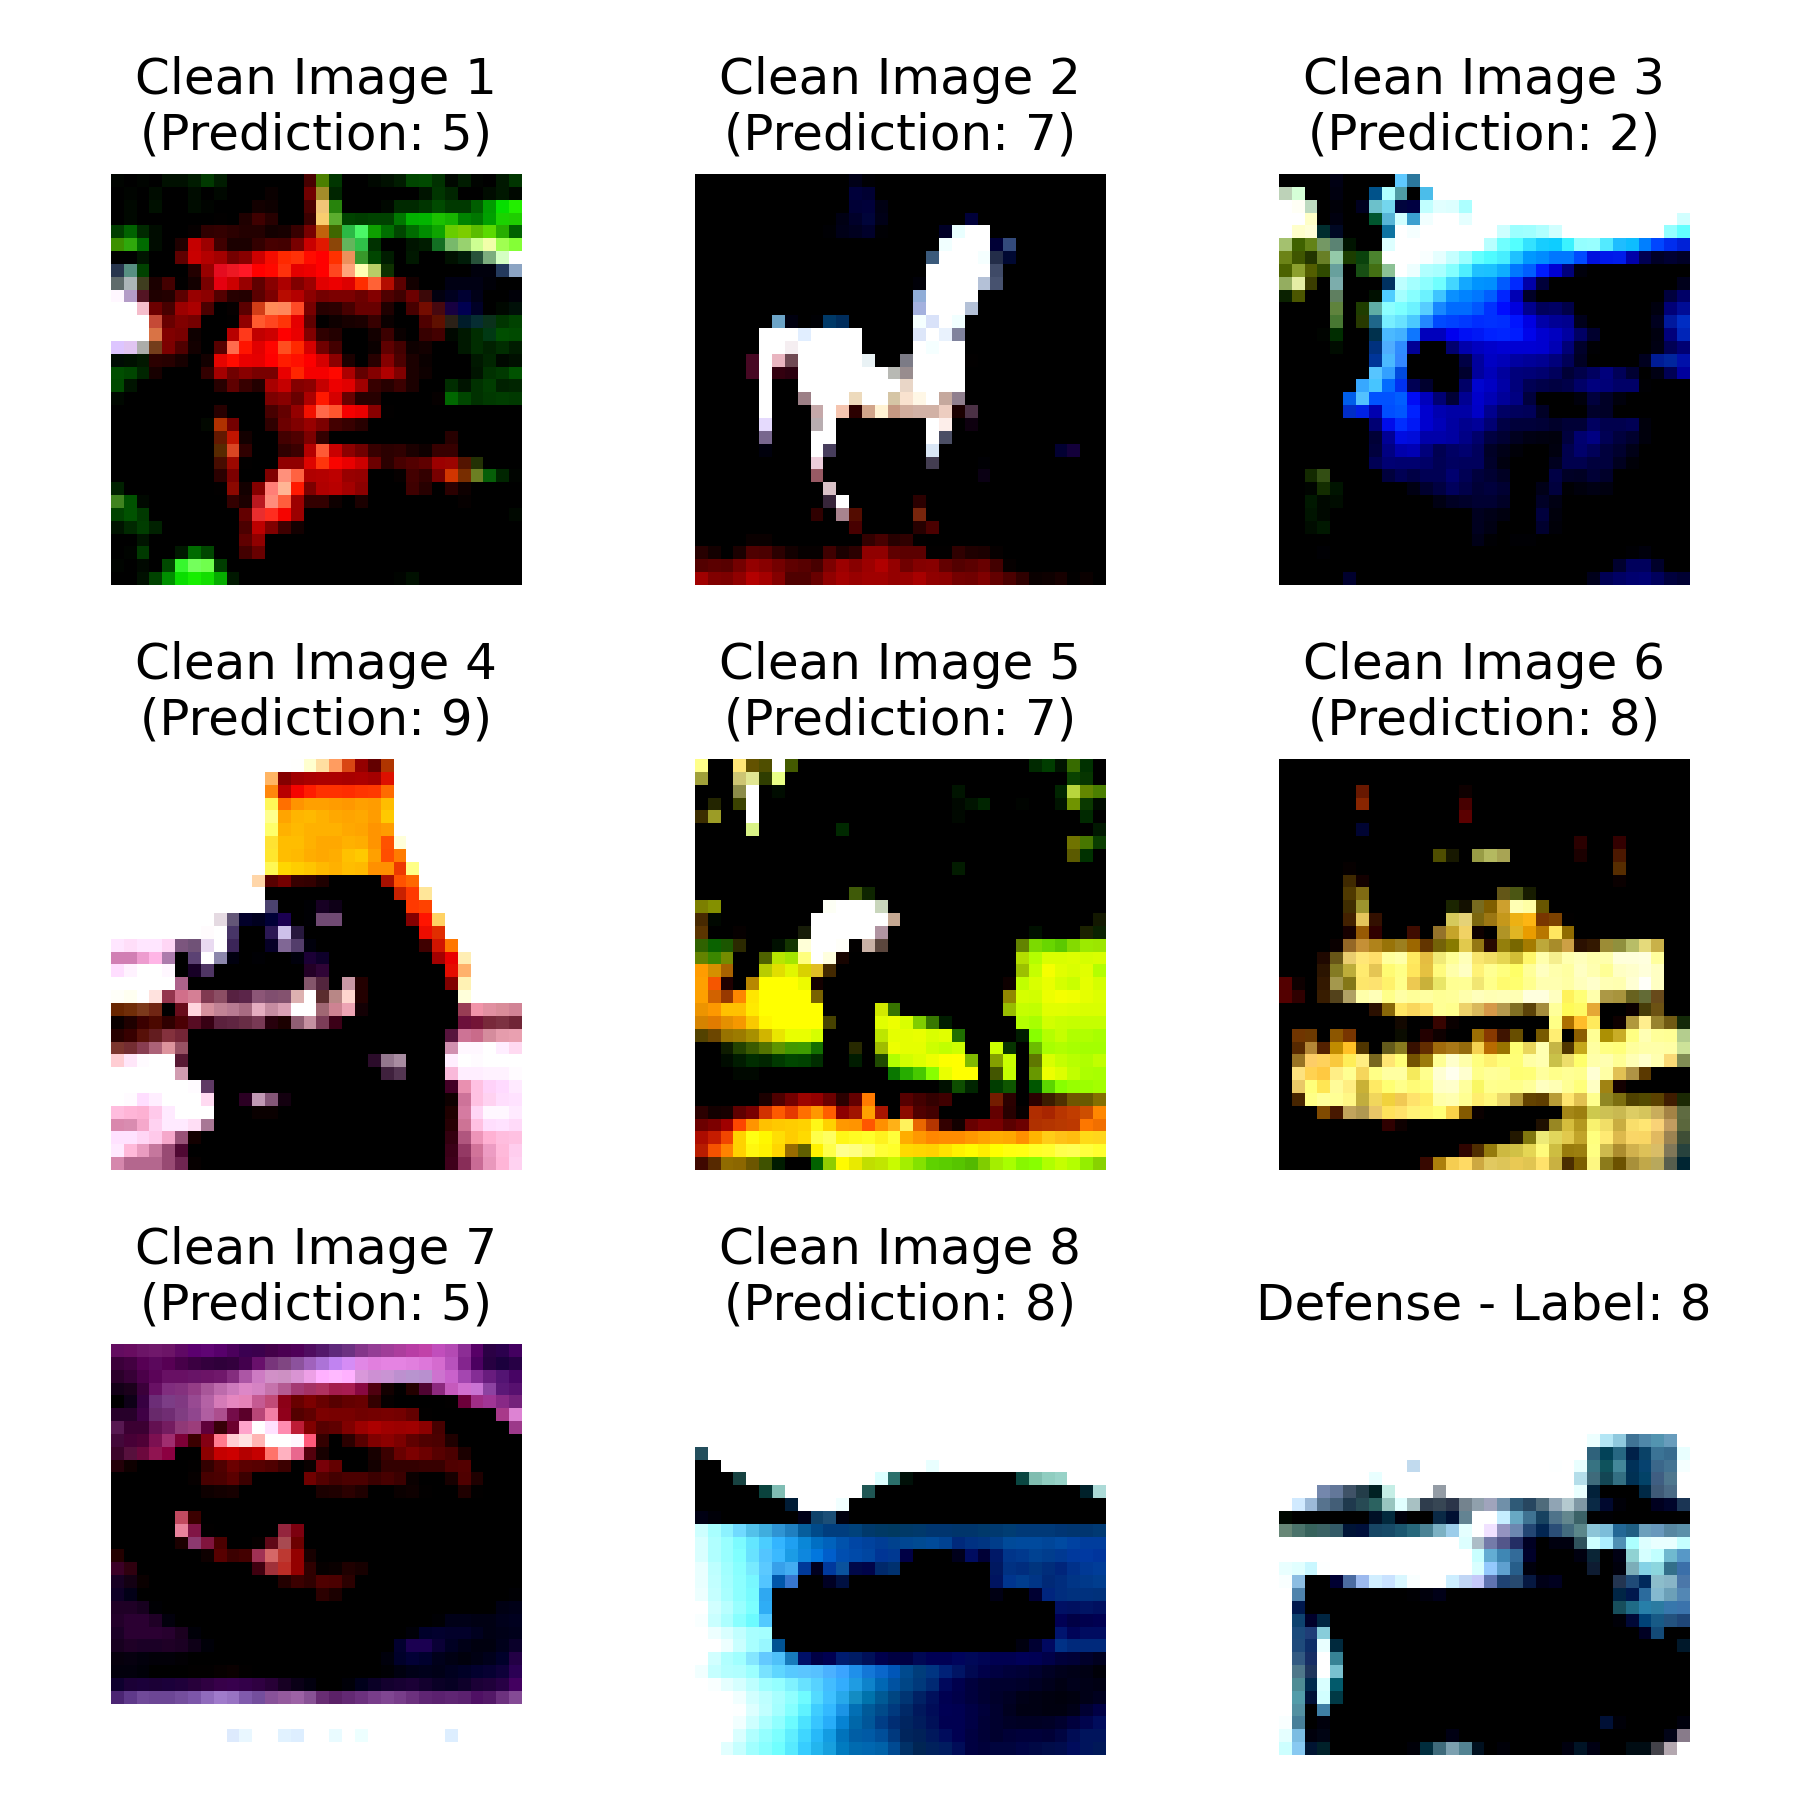 Clean Image 1
(Prediction: 5)
Clean Image 2
(Prediction: 7)
Clean Image 3
(Prediction: 2)
Clean Image 4
(Prediction: 9)
Clean Image 5
(Prediction: 7)
Clean Image 6
(Prediction: 8)
Clean Image 7
(Prediction: 5)
Clean Image 8
(Prediction: 8)
Defense - Label: 8